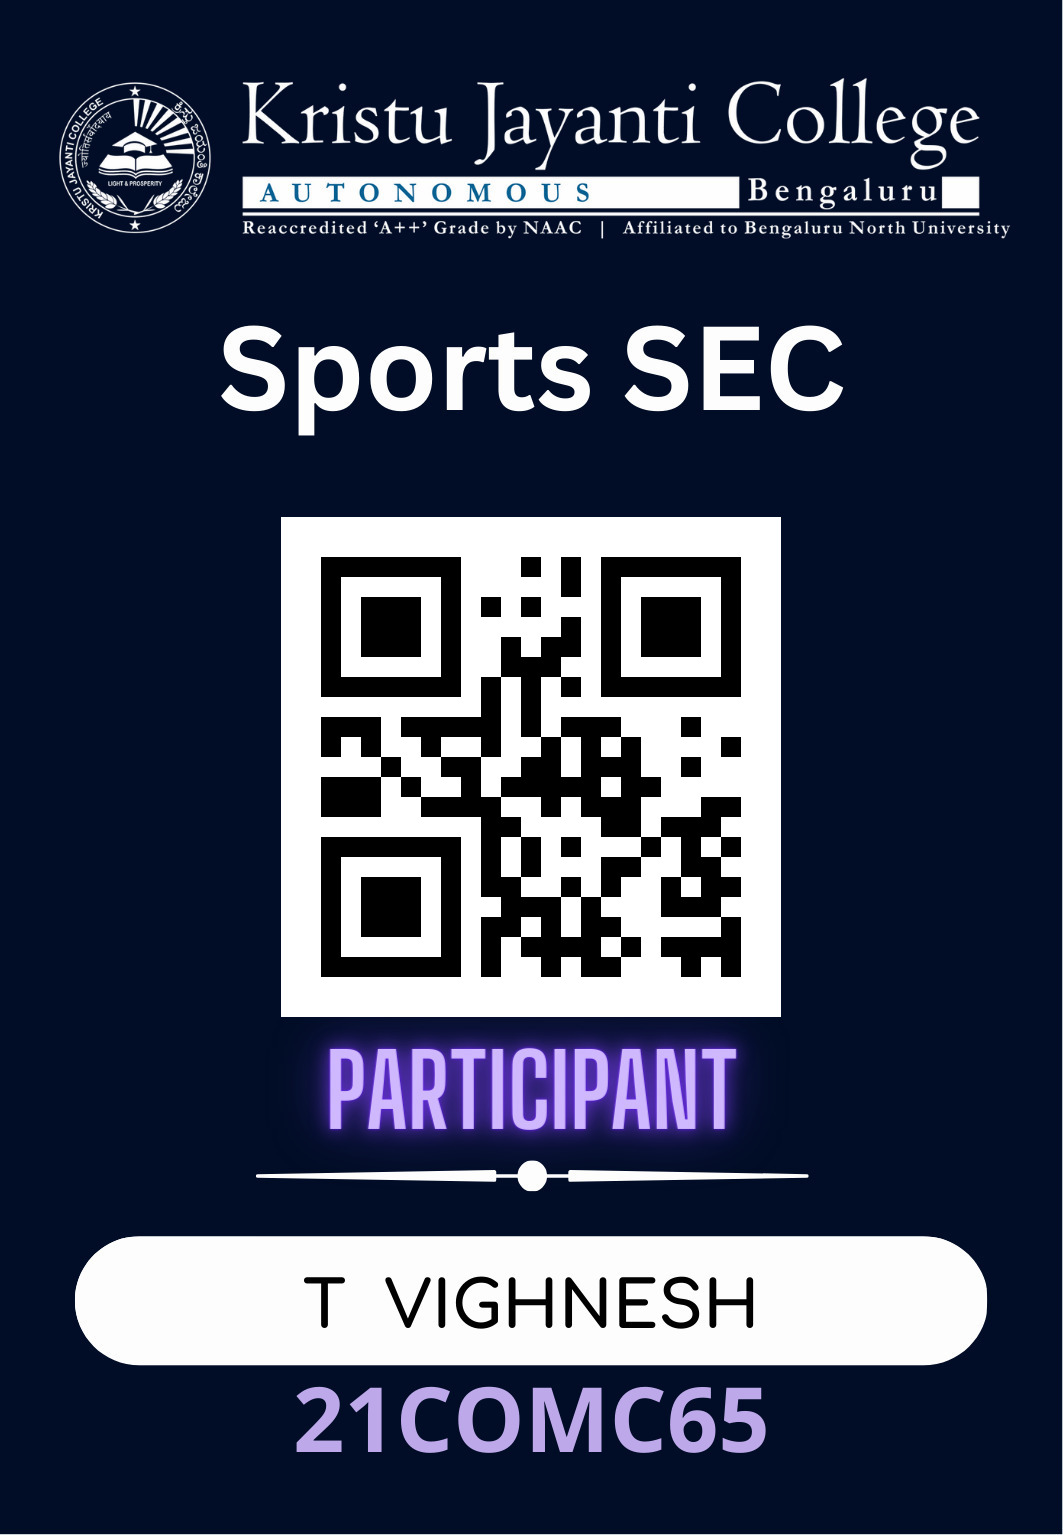 KRISTU JAYANTI COLLEGE
ಕ್ರಿಸ್ತು ಜಯಂತಿ ಕಾಲೇಜು
LIGHT & PROSPERITY
Kristu Jayanti College
AUTONOMOUS Bengaluru
Reaccredited ‘A++’ Grade by NAAC | Affiliated to Bengaluru North University
Sports SEC
PARTICIPANT
T VIGHNESH
21COMC65